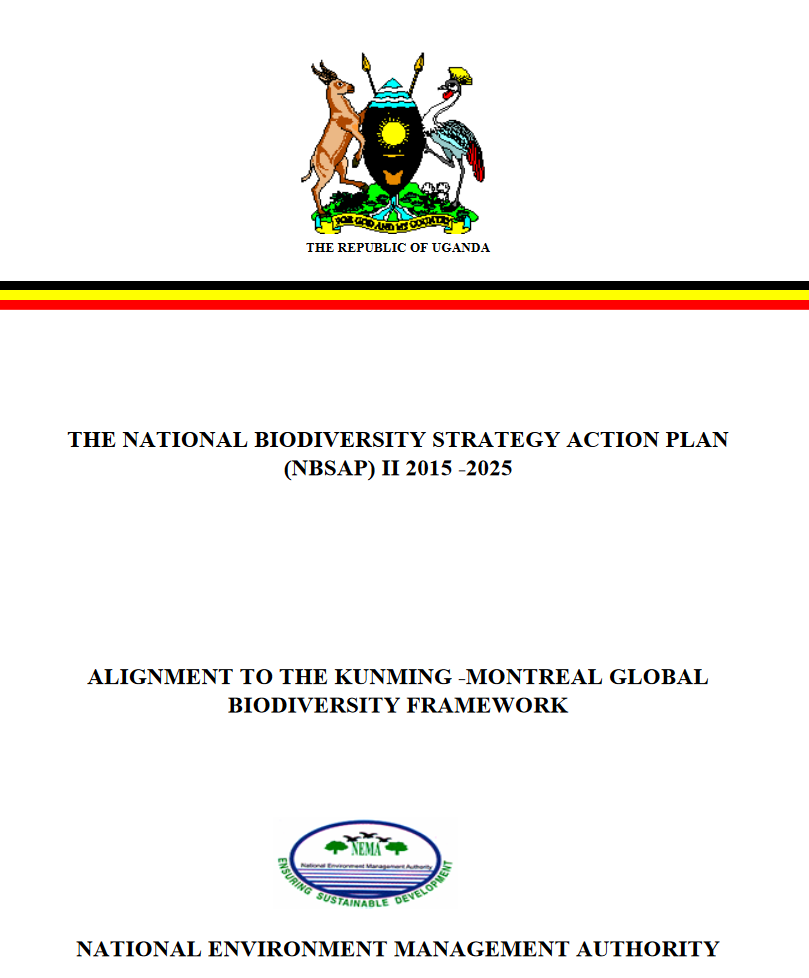 FOR GOD AND MY COUNTRY
THE REPUBLIC OF UGANDA
THE NATIONAL BIODIVERSITY STRATEGY ACTION PLAN
(NBSAP) II 2015 -2025
ALIGNMENT TO THE KUNMING -MONTREAL GLOBAL
BIODIVERSITY FRAMEWORK
NEMA
National Environment Management Authority
ENSURING SUSTAINABLE DEVELOPMENT
NATIONAL ENVIRONMENT MANAGEMENT AUTHORITY